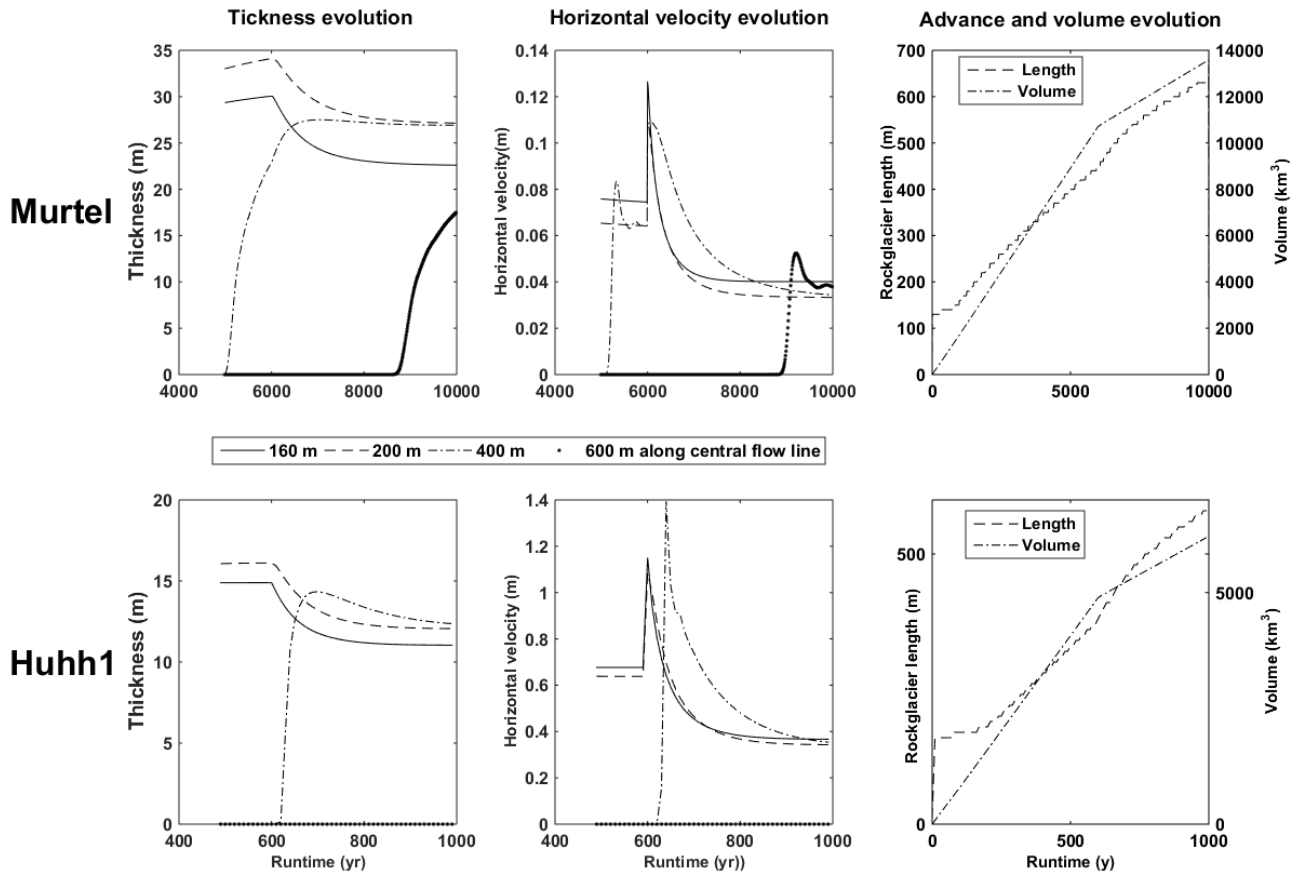 Tickness evolution
Horizontal velocity evolution
Advance and volume evolution
Murtel
Thickness (m)
35
30
25
20
15
10
5
0
4000 6000 8000 10000
Horizontal velocity(m)
0.14
0.12
0.1
0.08
0.06
0.04
0.02
0
4000 6000 8000 10000
Rockglacier length (m)
700
600
500
400
300
200
100
0
0 5000 10000
Length
Volume
14000
12000
10000
8000
6000
4000
2000
0
Volume (km³)
160 m 200 m 400 m 600 m along central flow line
Huhh1
Thickness (m)
20
15
10
5
0
400 600 800 1000
Runtime (yr)
Horizontal velocity (m)
1.4
1.2
1
0.8
0.6
0.4
0.2
0
400 600 800 1000
Runtime (yr))
Rockglacier length (m)
500
0
0 500 1000
Runtime (y)
Length
Volume
5000
0
Volume (km³)